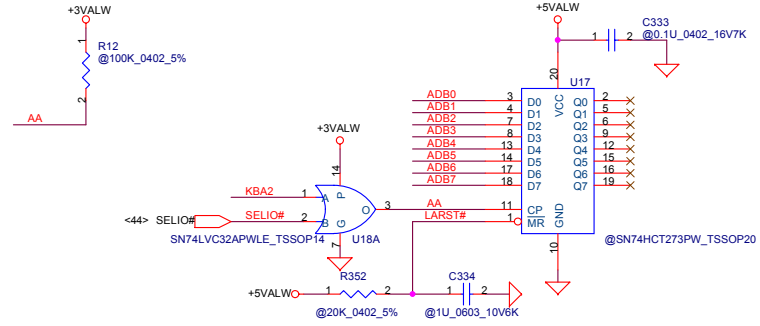 +3VALW
1
R12
@100K_0402_5%
2
AA
+5VALW
C333
1 2
@0.1U_0402_16V7K
20
U17
VCC
ADB0 3 D0 Q0 2
ADB1 4 D1 Q1 5
ADB2 7 D2 Q2 6
ADB3 8 D3 Q3 9
ADB4 13 D4 Q4 12
ADB5 14 D5 Q5 15
ADB6 17 D6 Q6 16
ADB7 18 D7 Q7 19
+3VALW
14
P
KBA2 1 A
O 3 AA 11 CP
<44> SELIO# SELIO# 2 B
G
LARST# 1 MR
GND
SN74LVC32APWLE_TSSOP14
7
U18A
10
@SN74HCT273PW_TSSOP20
R352
C334
+5VALW 1 2 1 2
@20K_0402_5% @1U_0603_10V6K